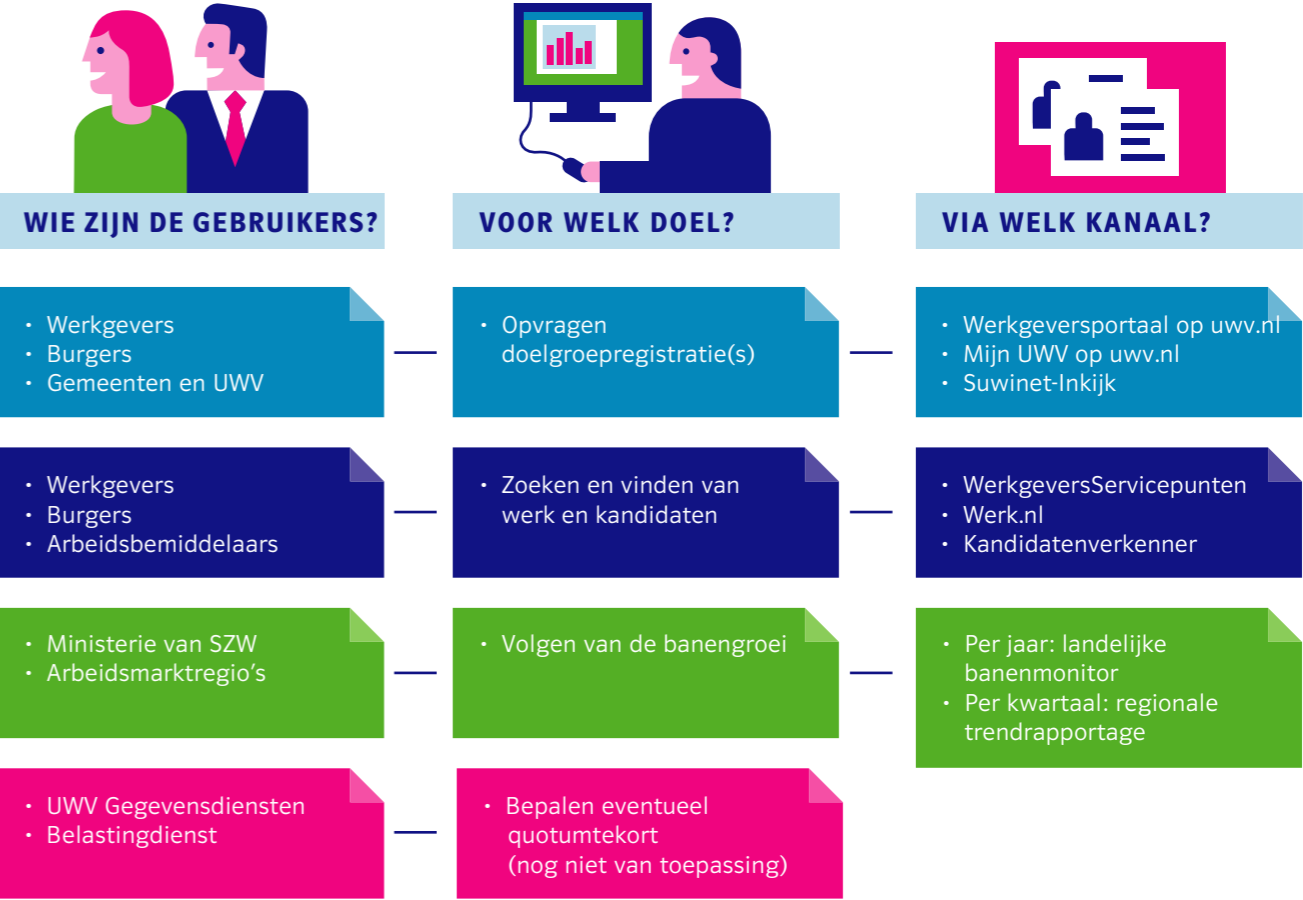 WIE ZIJN DE GEBRUIKERS?
VOOR WELK DOEL?
VIA WELK KANAAL?
• Werkgevers
• Burgers
• Gemeenten en UWV
• Opvragen
doelgroepregistratie(s)
• Werkgeversportaal op uwv.nl
• Mijn UWV op uwv.nl
• Suwinet-Inkijk
• Werkgevers
• Burgers
• Arbeidsbemiddelaars
• Zoeken en vinden van
werk en kandidaten
• WerkgeversServicepunten
• Werk.nl
• Kandidatenverkenner
• Ministerie van SZW
• Arbeidsmarktregio's
• Volgen van de banengroei
• Per jaar: landelijke
banenmonitor
• Per kwartaal: regionale
trendrapportage
• UWV Gegevensdiensten
• Belastingdienst
• Bepalen eventueel
quotumtekort
(nog niet van toepassing)